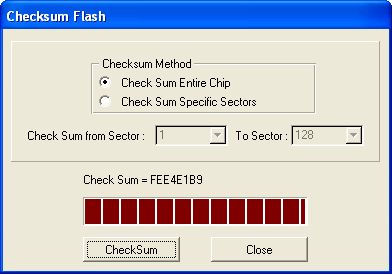 Checksum Flash
Checksum Method
Check Sum Entire Chip
Check Sum Specific Sectors
Check Sum from Sector : 1 To Sector : 128
Check Sum = FEE4E1B9
CheckSum Close